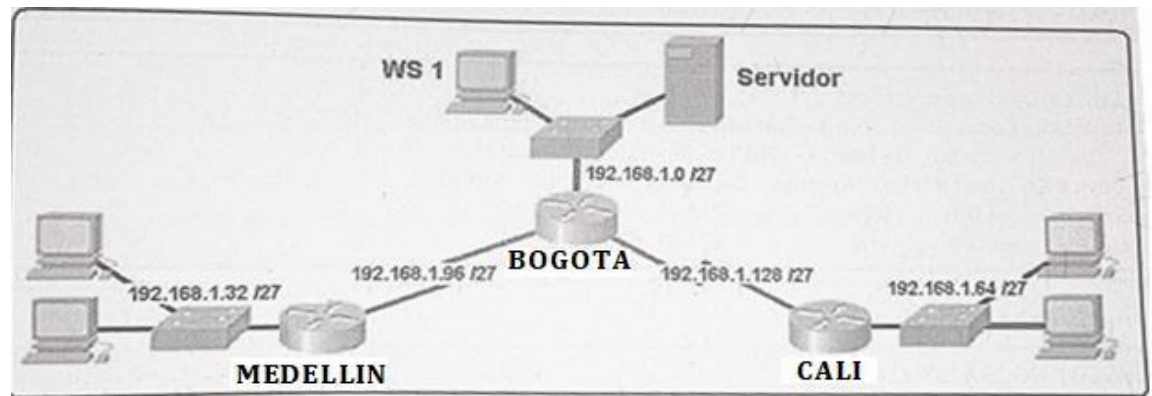 WS 1
Servidor
192.168.1.0 /27
BOGOTA
192.168.1.96 /27
192.168.1.128 /27
192.168.1.32 /27
192.168.1.64 /27
MEDELLIN
CALI